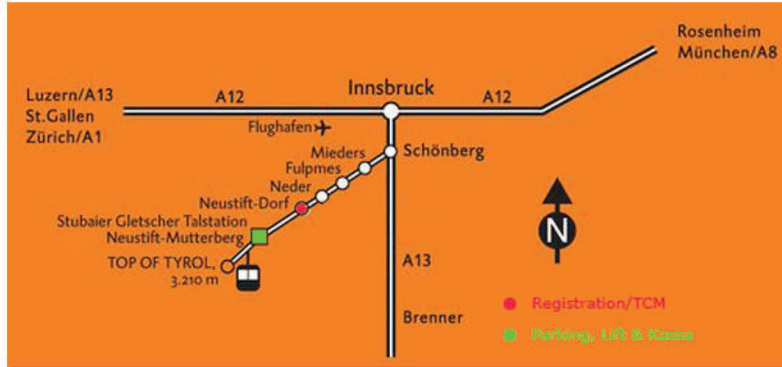 Rosenheim
München/A8
Innsbruck
Luzern/A13
St.Gallen
Zürich/A1
A12
A12
Flughafen
Mieders
Schönberg
Fulpmes
Neder
Neustift-Dorf
Stubaier Gletscher Talstation
Neustift-Mutterberg
TOP OF TYROL,
3.210 m
N
A13
Brenner
Registration/TCM
Parking, Lift & Kassa